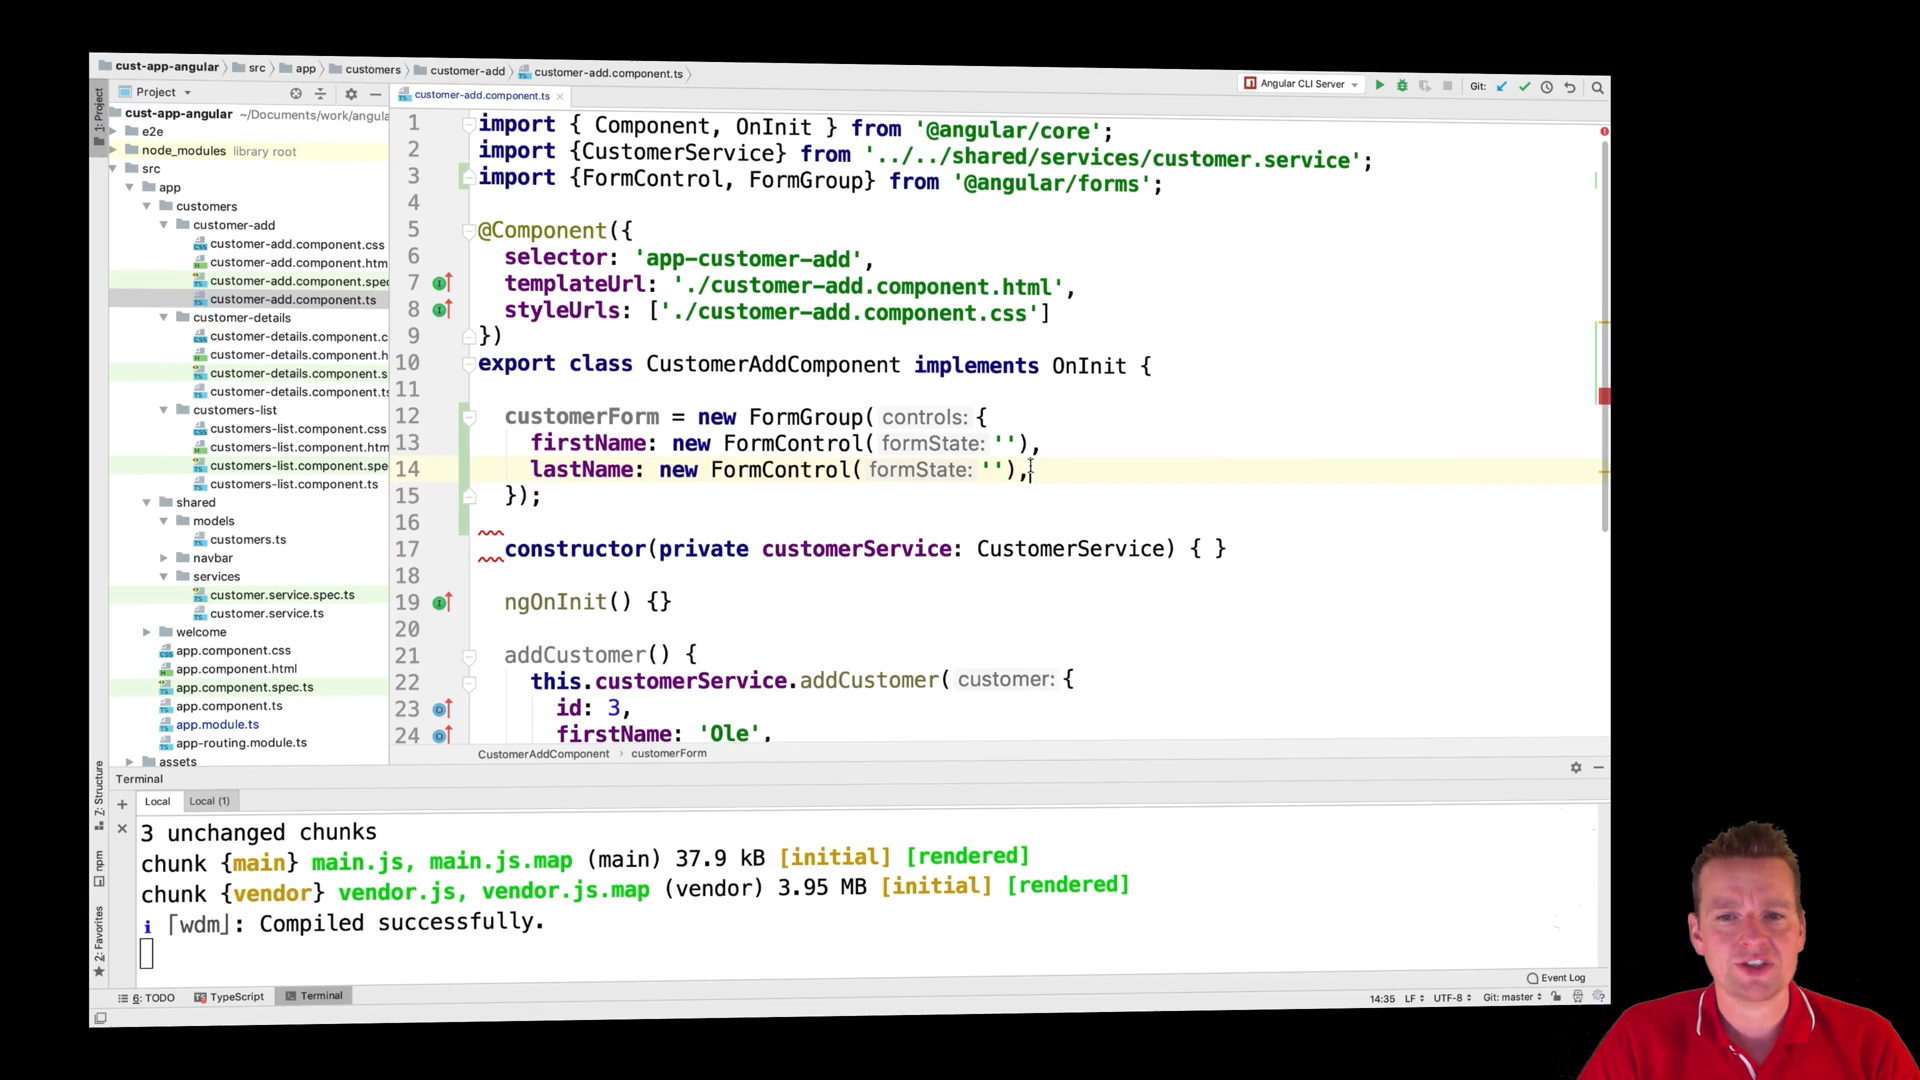 cust-app-angular src app customers customer-add customer-add.component.ts
Angular CLI Server Git:
1: Project
Project
customer-add.component.ts
cust-app-angular ~/Documents/work/angula
e2e
node_modules library root
src
app
customers
customer-add
customer-add.component.css
customer-add.component.htm
customer-add.component.spec
customer-add.component.ts
customer-details
customer-details.component.c
customer-details.component.h
customer-details.component.s
customer-details.component.ts
customers-list
customers-list.component.css
customers-list.component.htm
customers-list.component.spe
customers-list.component.ts
shared
models
customers.ts
navbar
services
customer.service.spec.ts
customer.service.ts
welcome
app.component.css
app.component.html
app.component.spec.ts
app.component.ts
app.module.ts
app-routing.module.ts
assets
1 import { Component, OnInit } from '@angular/core';
2 import {CustomerService} from '../../shared/services/customer.service';
3 import {FormControl, FormGroup} from '@angular/forms';
4
5 @Component({
6 selector: 'app-customer-add',
7 templateUrl: './customer-add.component.html',
8 styleUrls: ['./customer-add.component.css']
9 })
10 export class CustomerAddComponent implements OnInit {
11
12 customerForm = new FormGroup( controls: {
13 firstName: new FormControl( formState: ''),
14 lastName: new FormControl( formState: ''),
15 });
16
17 constructor(private customerService: CustomerService) { }
18
19 ngOnInit() {}
20
21 addCustomer() {
22 this.customerService.addCustomer( customer: {
23 id: 3,
24 firstName: 'Ole',
CustomerAddComponent customerForm
7: Structure
npm
2: Favorites
Terminal
Local Local (1)
3 unchanged chunks
chunk {main} main.js, main.js.map (main) 37.9 kB [initial] [rendered]
chunk {vendor} vendor.js, vendor.js.map (vendor) 3.95 MB [initial] [rendered]
i ｢wdm｣: Compiled successfully.
6: TODO TypeScript Terminal
Event Log
14:35 LF UTF-8 Git: master